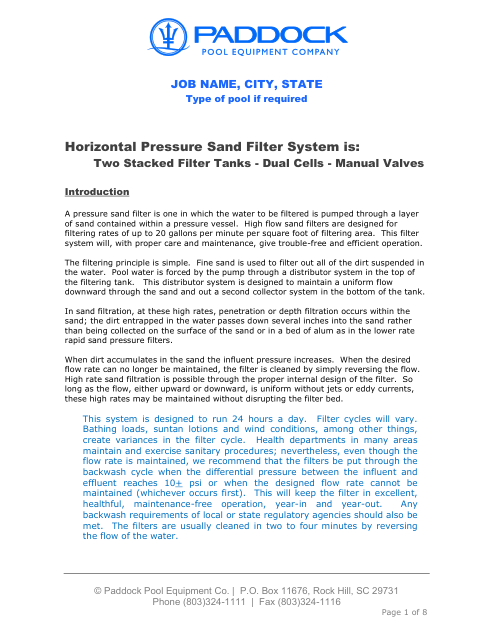 PADDOCK
POOL EQUIPMENT COMPANY
JOB NAME, CITY, STATE
Type of pool if required
Horizontal Pressure Sand Filter System is:
Two Stacked Filter Tanks - Dual Cells - Manual Valves
Introduction
A pressure sand filter is one in which the water to be filtered is pumped through a layer
of sand contained within a pressure vessel.  High flow sand filters are designed for
filtering rates of up to 20 gallons per minute per square foot of filtering area.  This filter
system will, with proper care and maintenance, give trouble-free and efficient operation.
The filtering principle is simple.  Fine sand is used to filter out all of the dirt suspended in
the water.  Pool water is forced by the pump through a distributor system in the top of
the filtering tank.  This distributor system is designed to maintain a uniform flow
downward through the sand and out a second collector system in the bottom of the tank.
In sand filtration, at these high rates, penetration or depth filtration occurs within the
sand; the dirt entrapped in the water passes down several inches into the sand rather
than being collected on the surface of the sand or in a bed of alum as in the lower rate
rapid sand pressure filters.
When dirt accumulates in the sand the influent pressure increases.  When the desired
flow rate can no longer be maintained, the filter is cleaned by simply reversing the flow.
High rate sand filtration is possible through the proper internal design of the filter.  So
long as the flow, either upward or downward, is uniform without jets or eddy currents,
these high rates may be maintained without disrupting the filter bed.
This system is designed to run 24 hours a day.  Filter cycles will vary.
Bathing loads, suntan lotions and wind conditions, among other things,
create variances in the filter cycle.  Health departments in many areas
maintain and exercise sanitary procedures; nevertheless, even though the
flow rate is maintained, we recommend that the filters be put through the
backwash cycle when the differential pressure between the influent and
effluent reaches 10± psi or when the designed flow rate cannot be
maintained (whichever occurs first).  This will keep the filter in excellent,
healthful, maintenance-free operation, year-in and year-out.  Any
backwash requirements of local or state regulatory agencies should also be
met.  The filters are usually cleaned in two to four minutes by reversing
the flow of the water.
© Paddock Pool Equipment Co. | P.O. Box 11676, Rock Hill, SC 29731
Phone (803)324-1111 | Fax (803)324-1116
Page 1 of 8